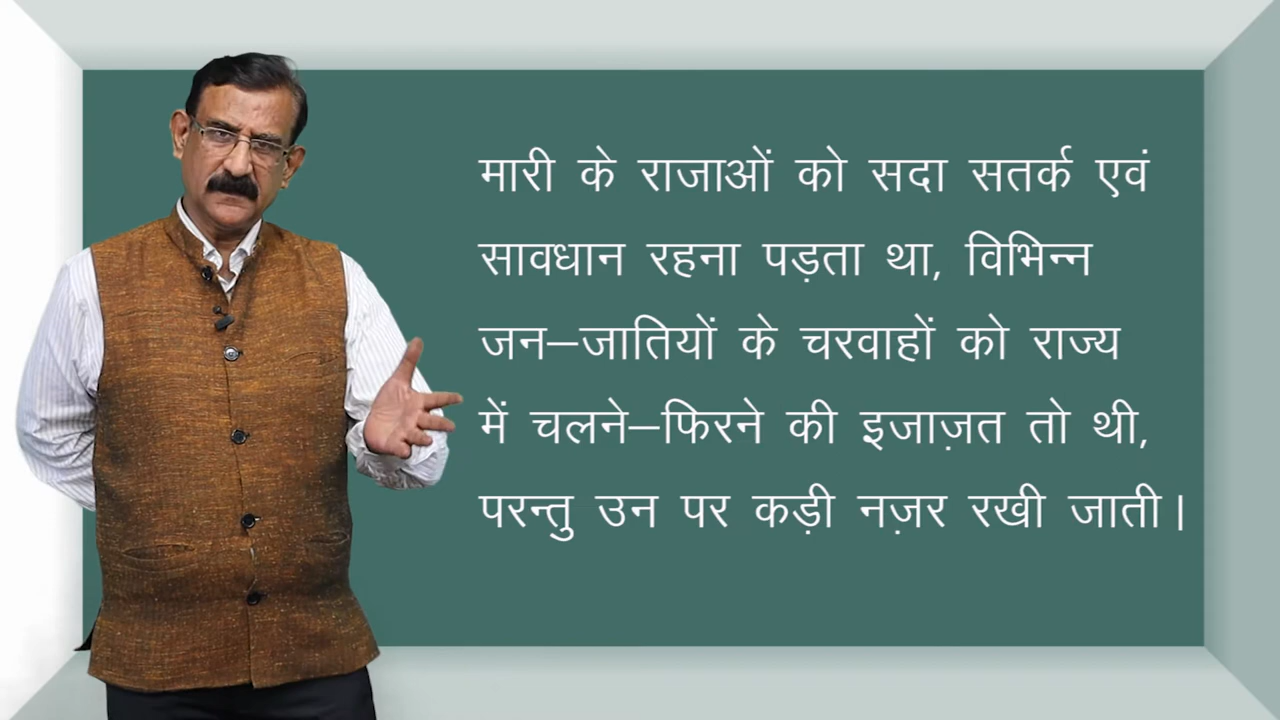 मारी के राजाओं को सदा सतर्क एवं
सावधान रहना पड़ता था, विभिन्न
जन–जातियों के चरवाहों को राज्य
में चलने–फिरने की इजाज़त तो थी,
परन्तु उन पर कड़ी नज़र रखी जाती।